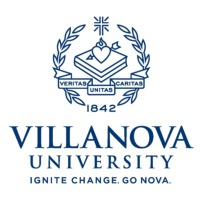 VERITAS UNITAS CARITAS
1842
VILLANOVA
UNIVERSITY
IGNITE CHANGE. GO NOVA.